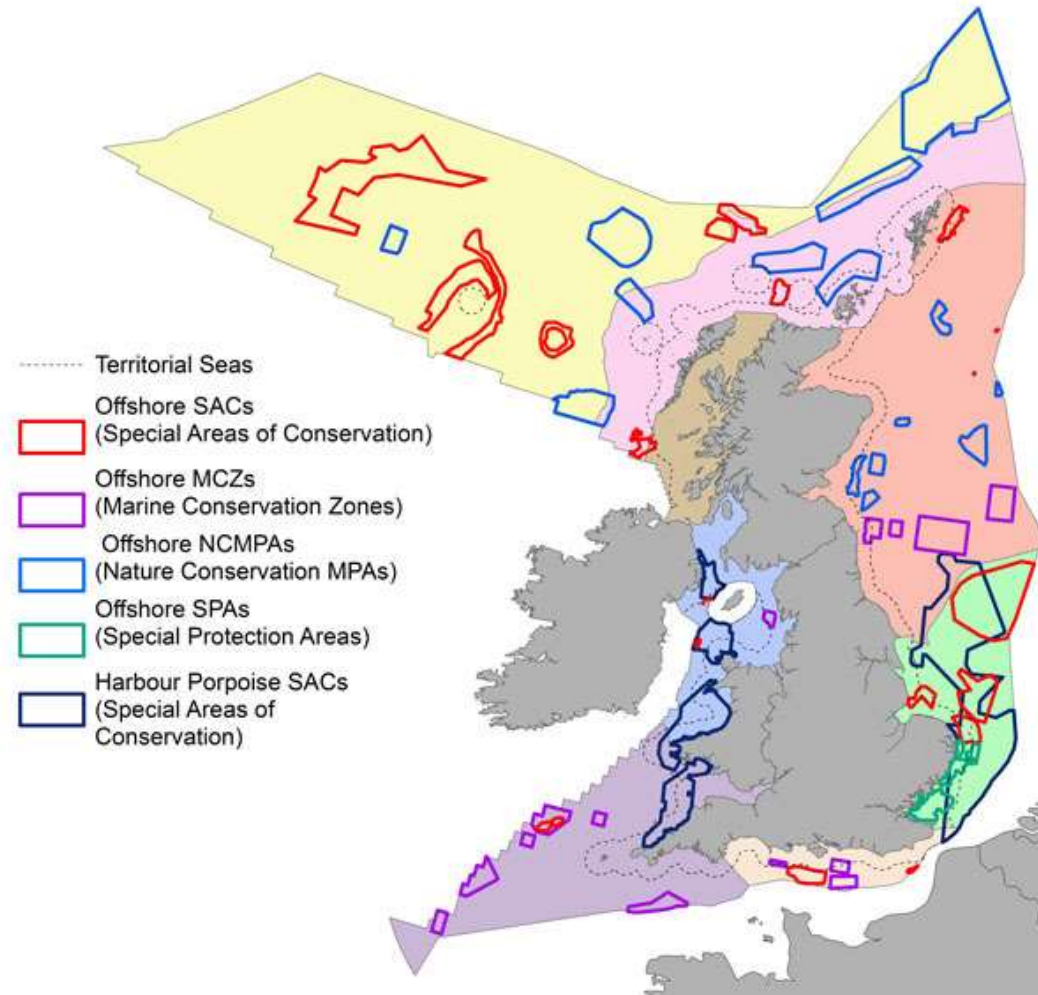 Territorial Seas
Offshore SACs
(Special Areas of Conservation)
Offshore MCZs
(Marine Conservation Zones)
Offshore NCMPAs
(Nature Conservation MPAs)
Offshore SPAs
(Special Protection Areas)
Harbour Porpoise SACs
(Special Areas of
Conservation)